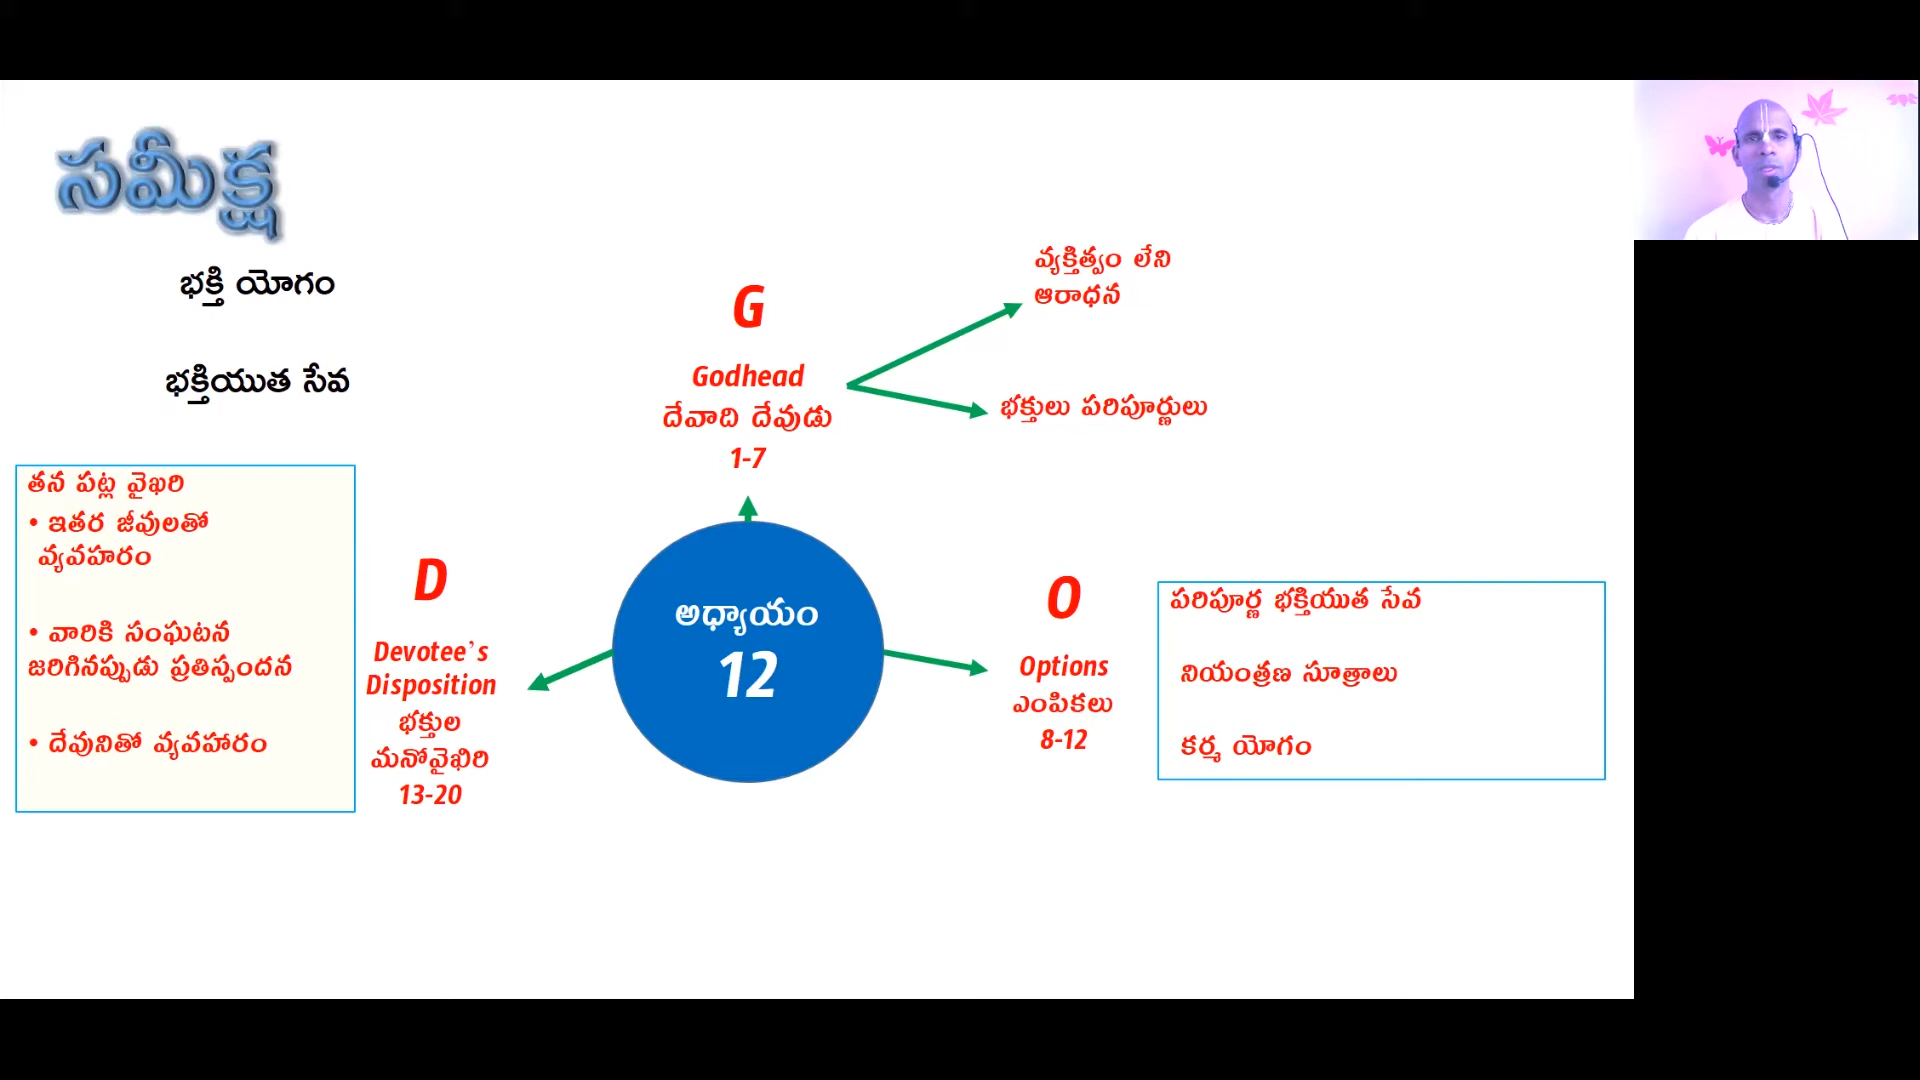 సమీక్ష
భక్తి యోగం
భక్తియుత సేవ
G
Godhead
దేవాది దేవుడు
1-7
వ్యక్తిత్వం లేని
ఆరాధన
భక్తులు పరిపూర్ణులు
తన పట్ల వైఖరి
• ఇతర జీవులతో
వ్యవహరం
• వారికి సంఘటన
జరిగినప్పుడు ప్రతిస్పందన
• దేవునితో వ్యవహారం
D
Devotee’s
Disposition
భక్తుల
మనోవైఖిరి
13-20
అధ్యాయం
12
O
Options
ఎంపికలు
8-12
పరిపూర్ణ భక్తియుత సేవ
నియంత్రణ సూత్రాలు
కర్మ యోగం